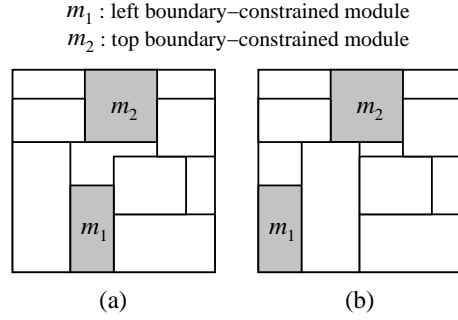 m₁ : left boundary−constrained module
m₂ : top boundary−constrained module
m₂ m₂
m₁ m₁
(a) (b)